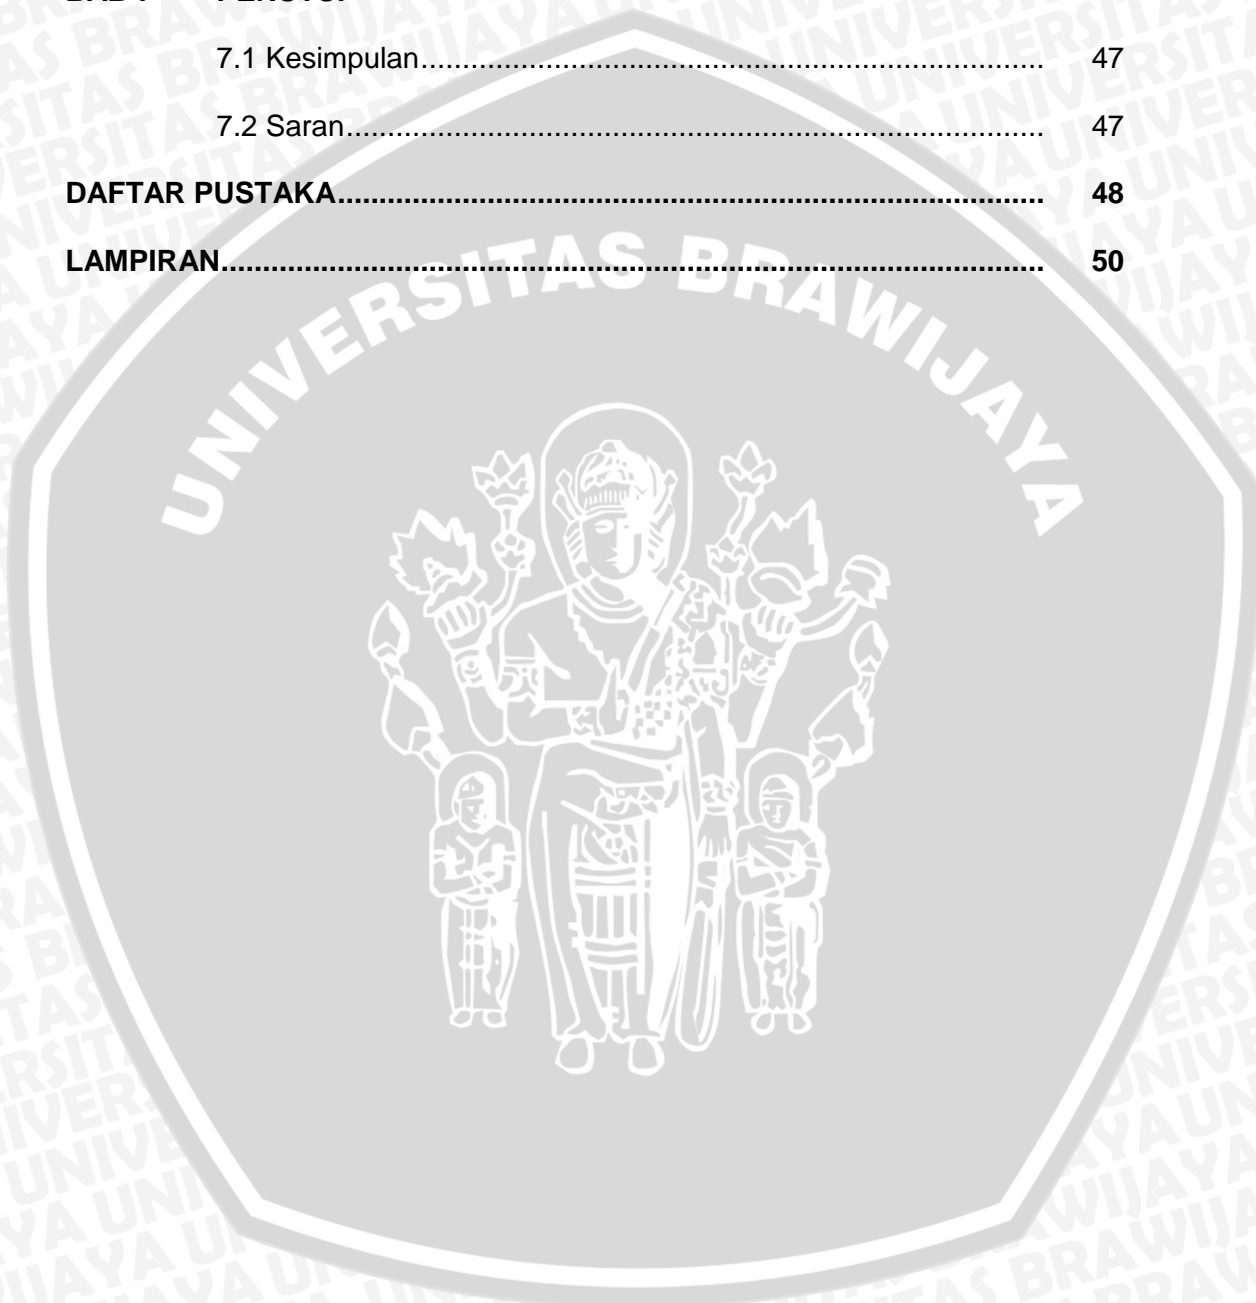 7.1 Kesimpulan........................................................................... 47
7.2 Saran.................................................................................... 47
DAFTAR PUSTAKA..................................................................................... 48
LAMPIRAN................................................................................................... 50
UNIVERSITAS BRAWIJAYA